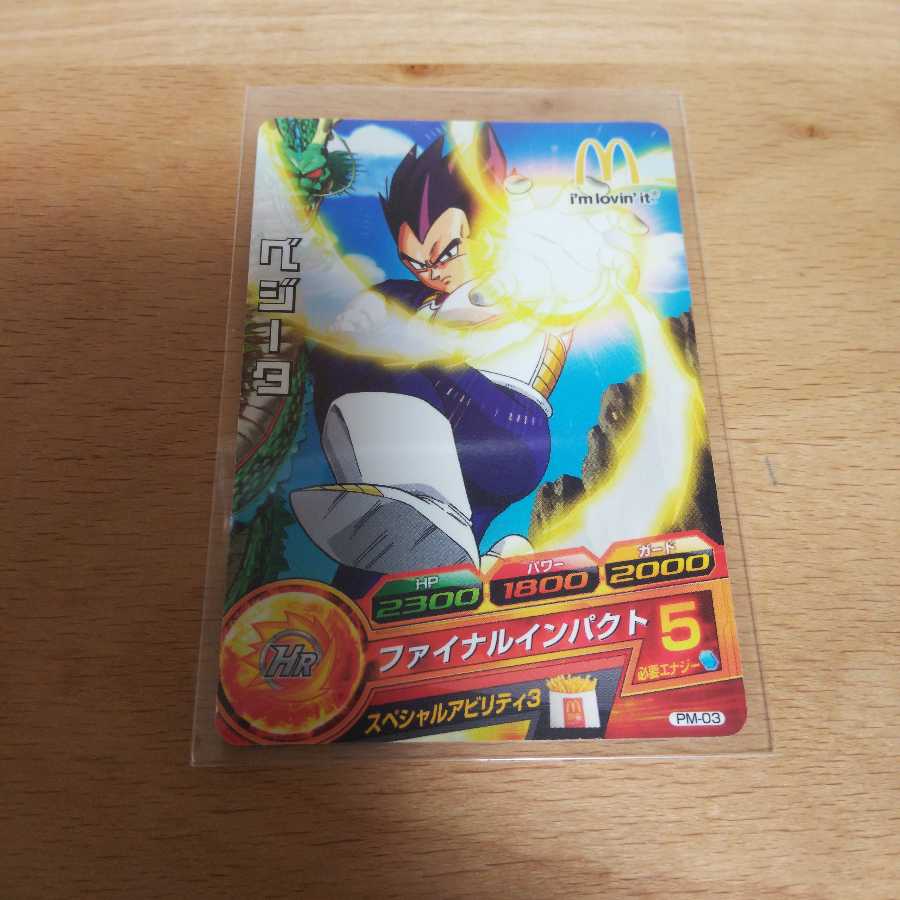 i'm lovin' it®
ベジータ
HP
2300
パワー
1800
ガード
2000
ファイナルインパクト
5
必要エナジー
HR
スペシャルアビリティ3
PM-03